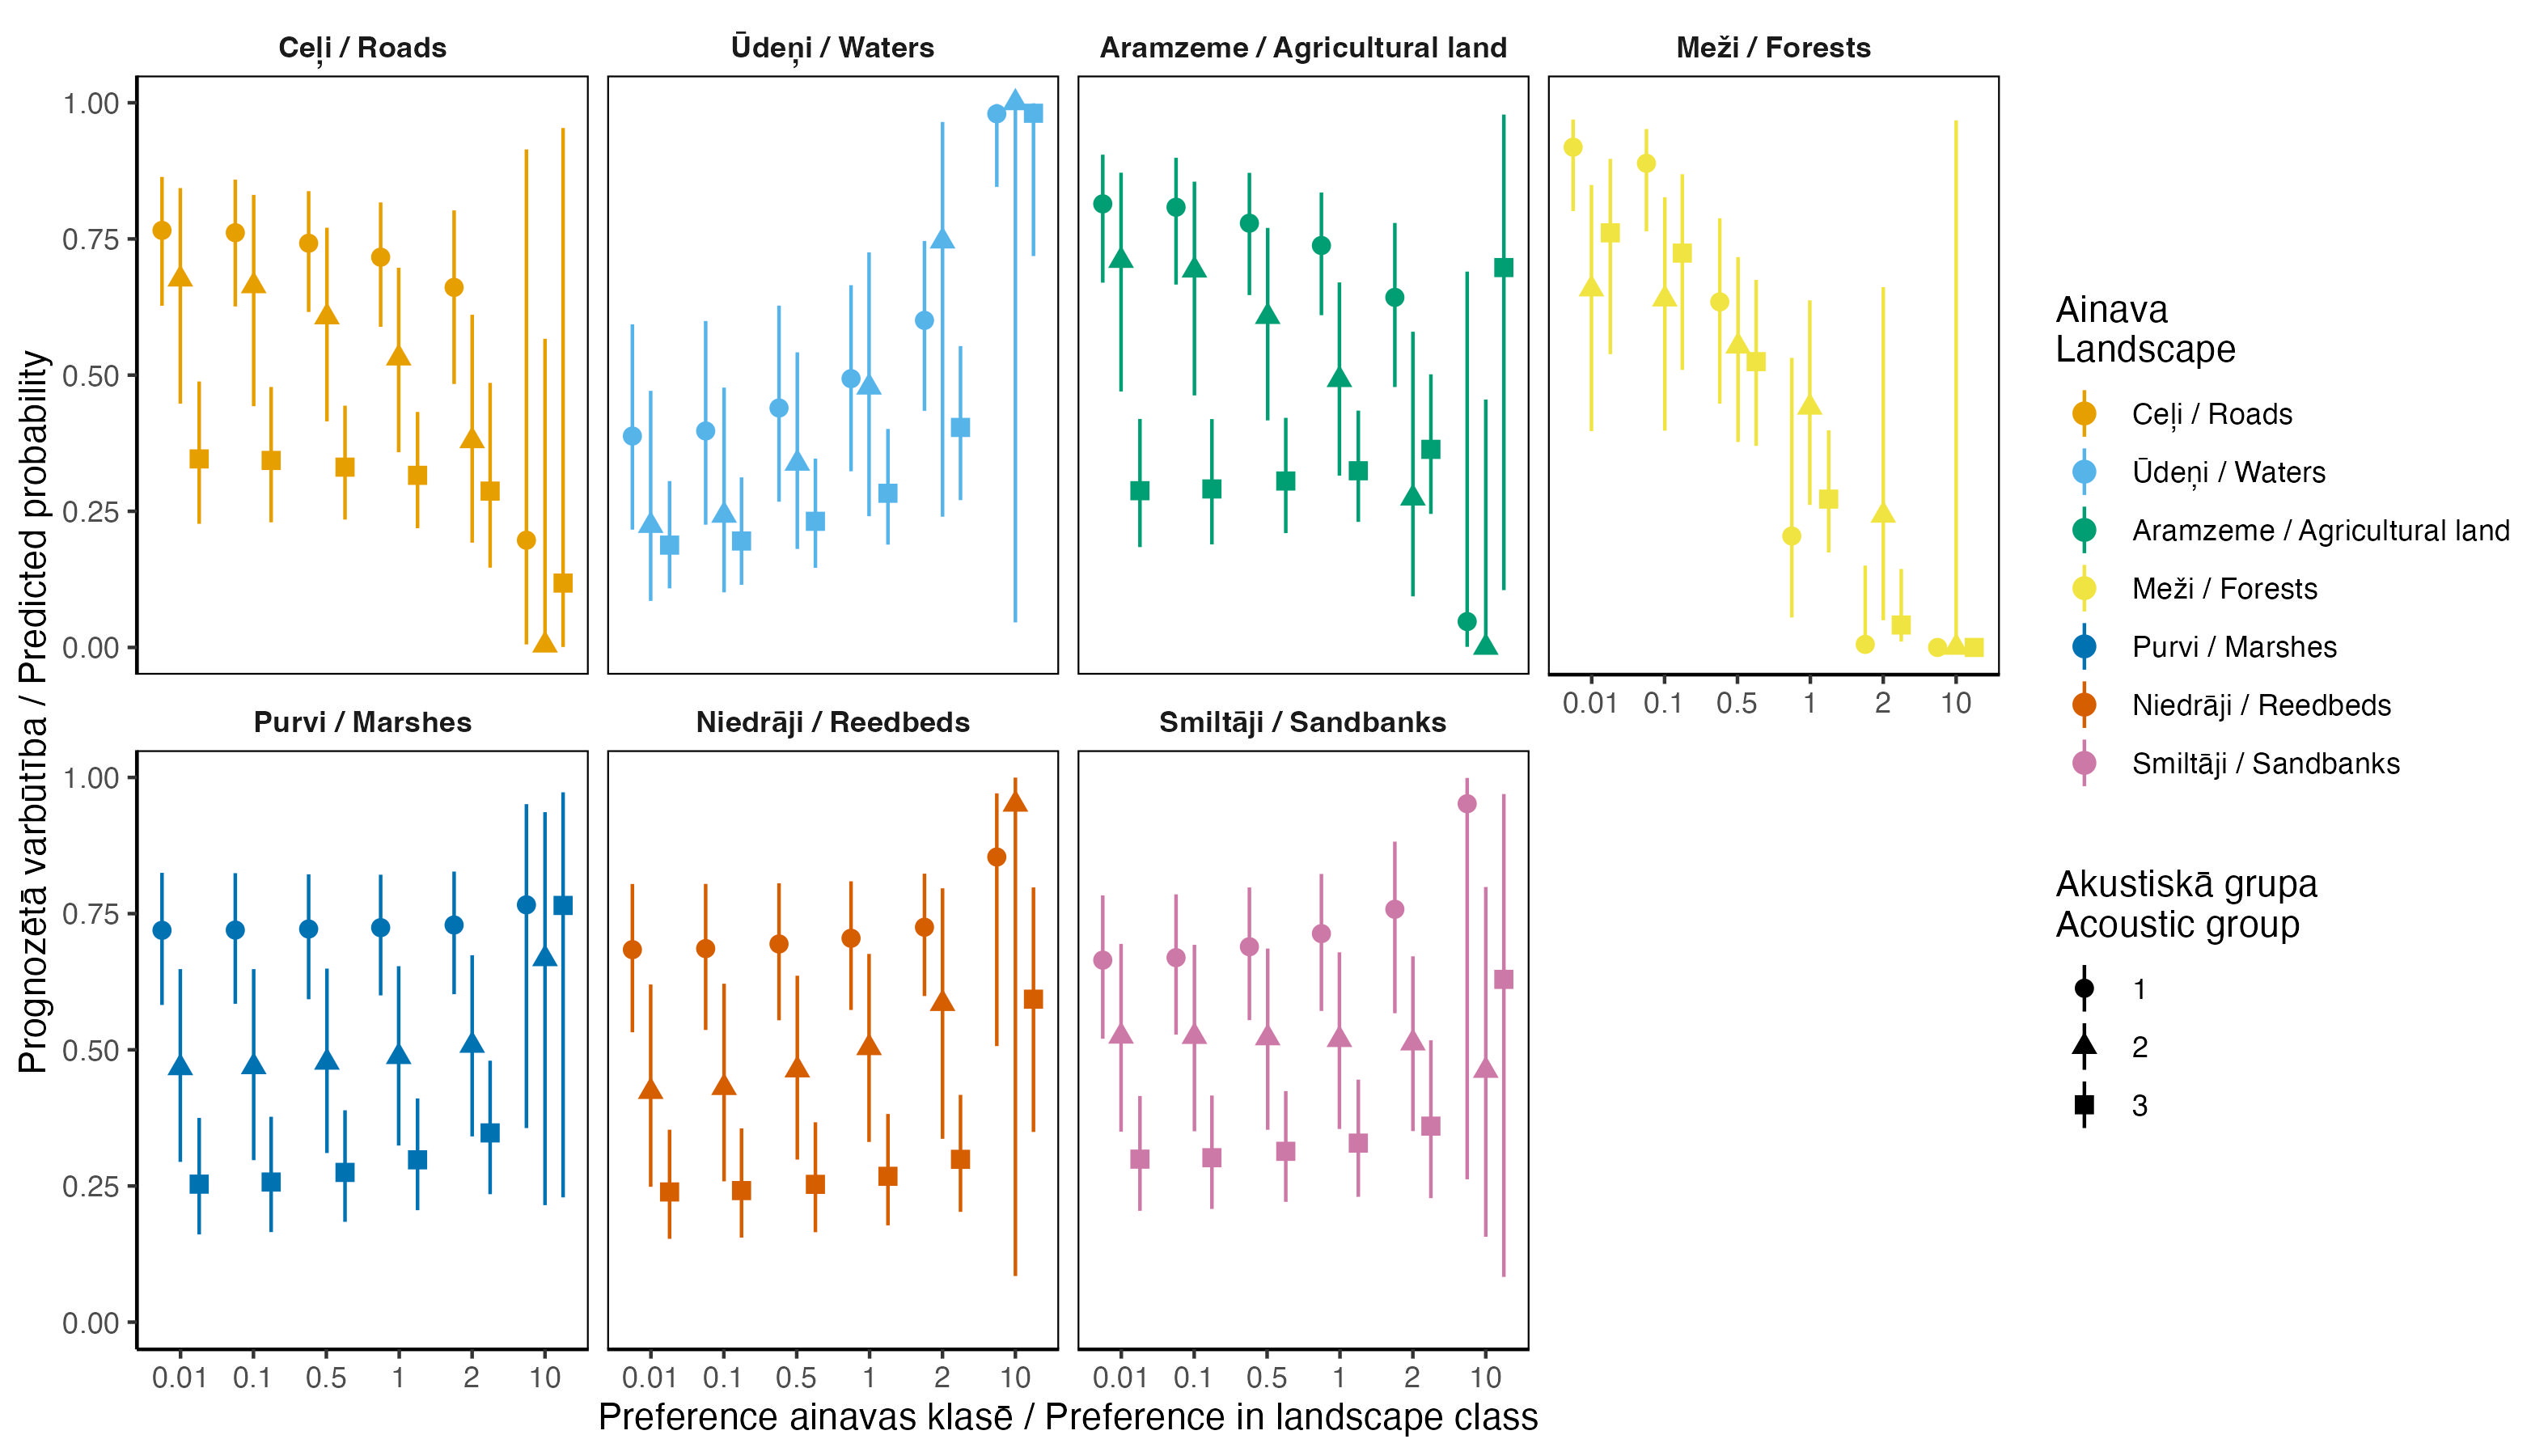 Ceļi / Roads
Ūdeņi / Waters
Aramzeme / Agricultural land
Meži / Forests
1.00
0.75
0.50
0.25
0.00
0.01 0.1 0.5 1 2 10
Purvi / Marshes
Niedrāji / Reedbeds
Smiltāji / Sandbanks
1.00
0.75
0.50
0.25
0.00
0.01 0.1 0.5 1 2 10
0.01 0.1 0.5 1 2 10
0.01 0.1 0.5 1 2 10
Prognozētā varbūtība / Predicted probability
Preference ainavas klasē / Preference in landscape class
Ainava
Landscape
Ceļi / Roads
Ūdeņi / Waters
Aramzeme / Agricultural land
Meži / Forests
Purvi / Marshes
Niedrāji / Reedbeds
Smiltāji / Sandbanks
Akustiskā grupa
Acoustic group
1
2
3